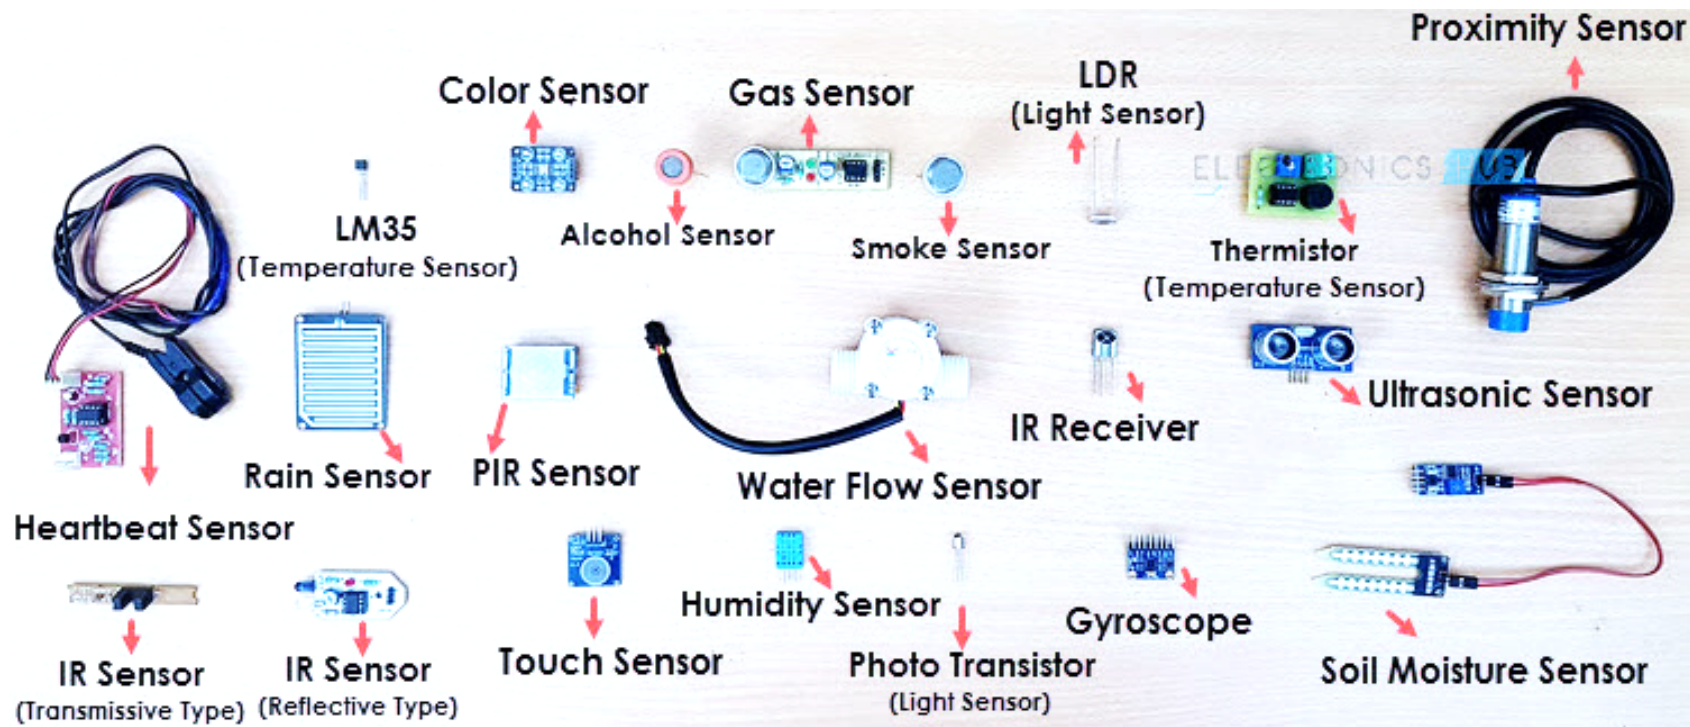 Proximity Sensor
Color Sensor
Gas Sensor
LDR
(Light Sensor)
ELECTRONICS HUB
LM35
(Temperature Sensor)
Alcohol Sensor
Smoke Sensor
Thermistor
(Temperature Sensor)
Rain Sensor
PIR Sensor
Water Flow Sensor
IR Receiver
Ultrasonic Sensor
Heartbeat Sensor
IR Sensor
(Transmissive Type)
IR Sensor
(Reflective Type)
Touch Sensor
Humidity Sensor
Photo Transistor
(Light Sensor)
Gyroscope
Soil Moisture Sensor